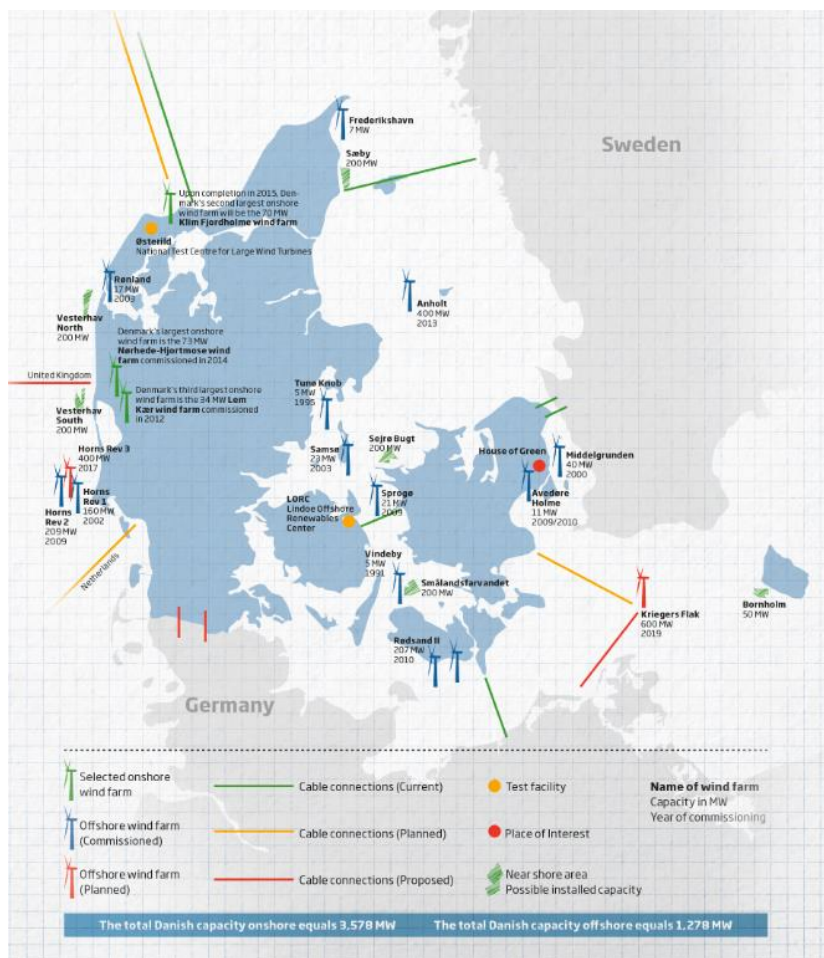 Frederikshavn
7 MW
Sæby
200 MW
Sweden
Upon completion in 2015, Den-
mark's second largest onshore
wind farm will be the 70 MW
Klim Fjordholme wind farm
Østerild
National Test Centre for Large Wind Turbines
Rønland
17 MW
2003
Anholt
400 MW
2013
Vesterhav
North
200 MW
Denmark's largest onshore
wind farm is the 73 MW
Nørhede-Hjortmose wind
farm commissioned in 2014
United Kingdom
Denmark's third largest onshore
wind farm is the 34 MW Lem
Kær wind farm commissioned
in 2012
Tunø Knob
5 MW
1995
Vesterhav
South
200 MW
Horns Rev 3
400 MW
2017
Samsø
23 MW
2003
Sejrø Bugt
200 MW
House of Green
Middelgrunden
40 MW
2000
Horns
Rev 1
160 MW
2002
Horns
Rev 2
209 MW
2009
LORC
Lindoe Offshore
Renewables
Center
Sprogø
21 MW
2009
Avedøre
Holme
11 MW
2009/2010
Netherlands
Vindeby
5 MW
1991
Smålandsfarvandet
200 MW
Kriegers Flak
600 MW
2019
Bornholm
50 MW
Rødsand II
207 MW
2010
Germany
Selected onshore
wind farm
Cable connections (Current)
Test facility
Name of wind farm
Capacity in MW
Year of commissioning
Offshore wind farm
(Commissioned)
Cable connections (Planned)
Place of Interest
Offshore wind farm
(Planned)
Cable connections (Proposed)
Near shore area
Possible installed capacity
The total Danish capacity onshore equals 3,578 MW
The total Danish capacity offshore equals 1,278 MW